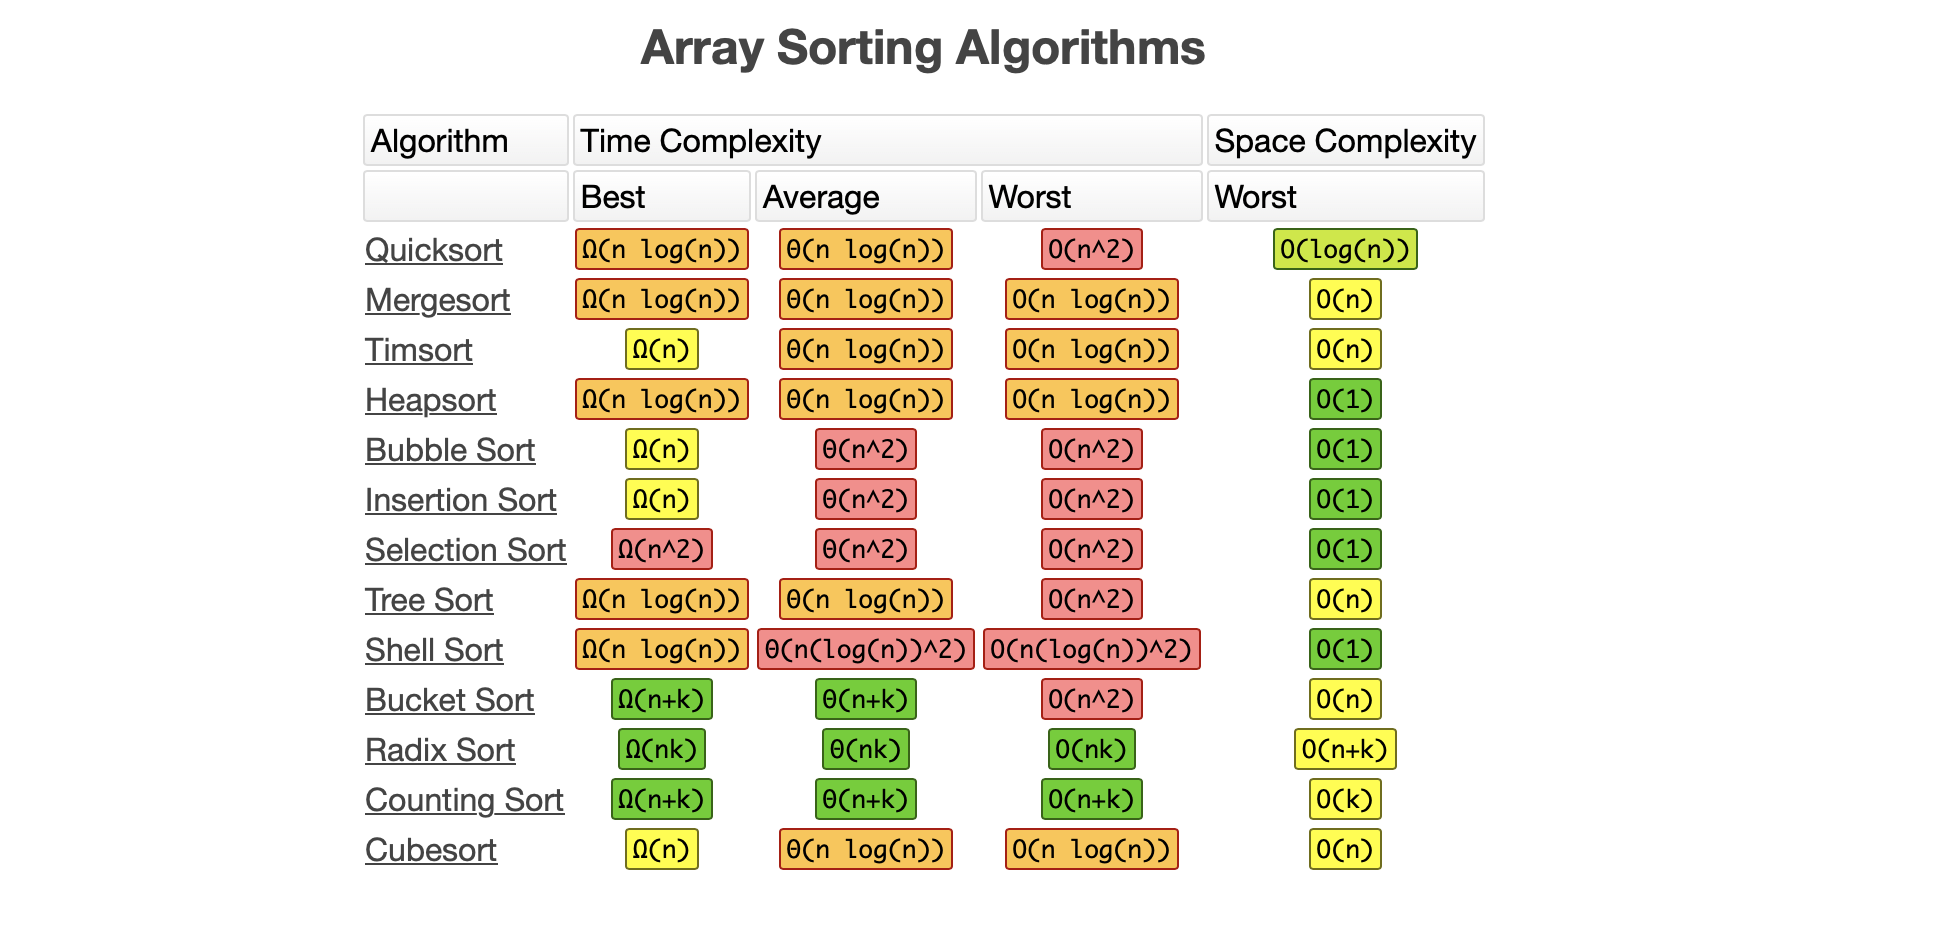 Array Sorting Algorithms
Algorithm Time Complexity Space Complexity
Best Average Worst Worst
Quicksort Ω(n log(n)) Θ(n log(n)) O(n^2) O(log(n))
Mergesort Ω(n log(n)) Θ(n log(n)) O(n log(n)) O(n)
Timsort Ω(n) Θ(n log(n)) O(n log(n)) O(n)
Heapsort Ω(n log(n)) Θ(n log(n)) O(n log(n)) O(1)
Bubble Sort Ω(n) Θ(n^2) O(n^2) O(1)
Insertion Sort Ω(n) Θ(n^2) O(n^2) O(1)
Selection Sort Ω(n^2) Θ(n^2) O(n^2) O(1)
Tree Sort Ω(n log(n)) Θ(n log(n)) O(n^2) O(n)
Shell Sort Ω(n log(n)) Θ(n(log(n))^2) O(n(log(n))^2) O(1)
Bucket Sort Ω(n+k) Θ(n+k) O(n^2) O(n)
Radix Sort Ω(nk) Θ(nk) O(nk) O(n+k)
Counting Sort Ω(n+k) Θ(n+k) O(n+k) O(k)
Cubesort Ω(n) Θ(n log(n)) O(n log(n)) O(n)